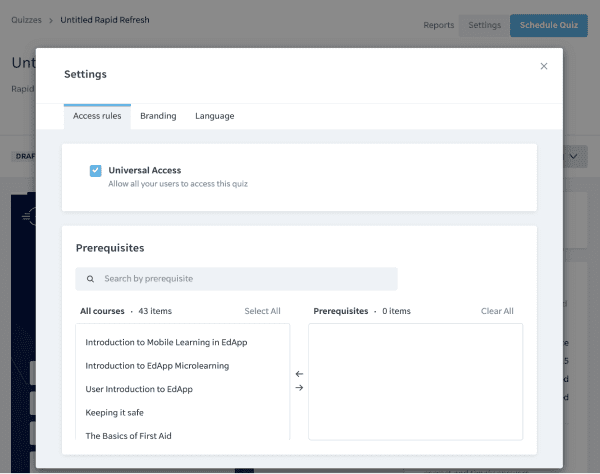 Quizzes > Untitled Rapid Refresh
Reports Settings Schedule Quiz
Unt
Rapid
Settings
Access rules Branding Language
DRAF
Universal Access
Allow all your users to access this quiz
Prerequisites
Search by prerequisite
All courses · 43 items Select All Prerequisites · 0 items Clear All
Introduction to Mobile Learning in EdApp
Introduction to EdApp Microlearning
User Introduction to EdApp
Keeping it safe
The Basics of First Aid